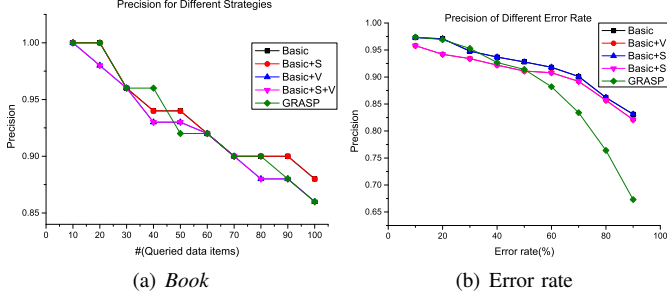 Precision for Different Strategies
Precision
1.00
0.95
0.90
0.85
Basic
Basic+S
Basic+V
Basic+S+V
GRASP
0 10 20 30 40 50 60 70 80 90 100
#(Queried data items)
(a) Book
Precision of Different Error Rate
Precision
1.00
0.95
0.90
0.85
0.80
0.75
0.70
0.65
Basic
Basic+V
Basic+S
Basic+S
GRASP
0 20 40 60 80 100
Error rate(%)
(b) Error rate